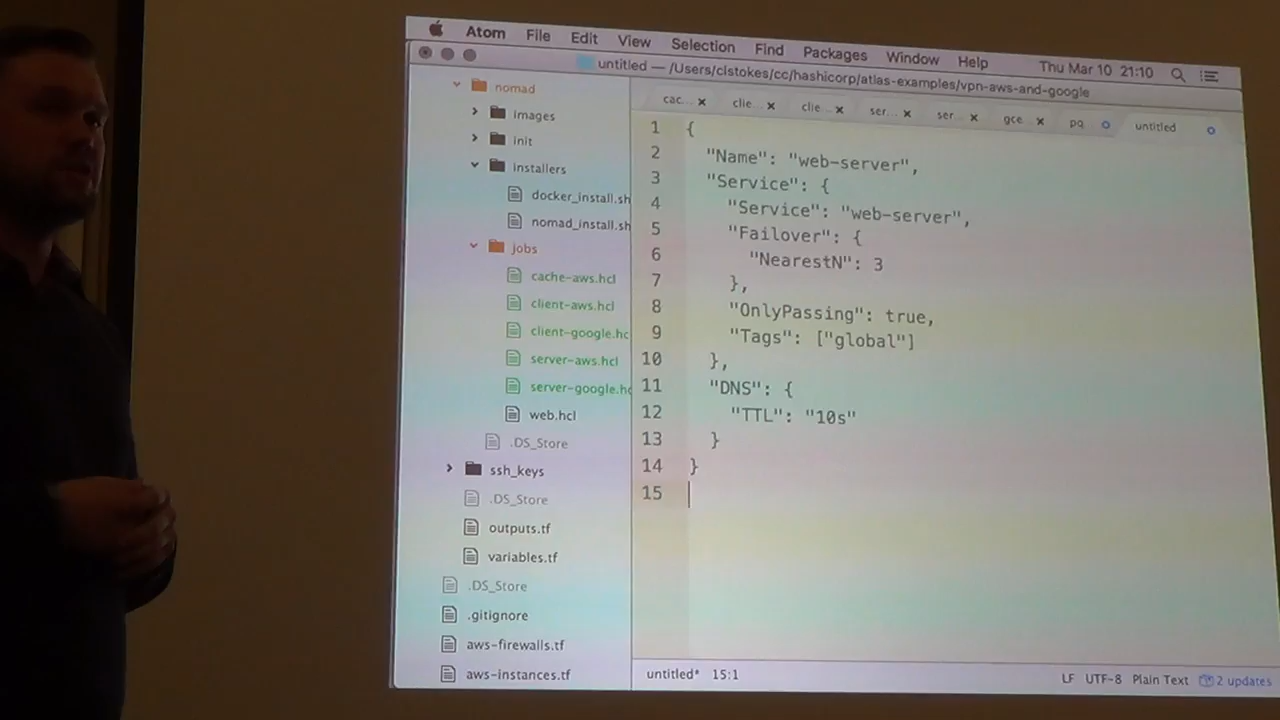 Atom File Edit View Selection Find Packages Window Help Thu Mar 10 21:10
untitled — /Users/clstokes/cc/hashicorp/atlas-examples/vpn-aws-and-google
nomad
images
init
installers
docker_install.sh
nomad_install.sh
jobs
cache-aws.hcl
client-aws.hcl
client-google.hc
server-aws.hcl
server-google.hc
web.hcl
.DS_Store
ssh_keys
.DS_Store
outputs.tf
variables.tf
.DS_Store
.gitignore
aws-firewalls.tf
aws-instances.tf
cac... clie... clie... ser... ser... gce pq untitled
1 {
2 "Name": "web-server",
3 "Service": {
4 "Service": "web-server",
5 "Failover": {
6 "NearestN": 3
7 },
8 "OnlyPassing": true,
9 "Tags": ["global"]
10 },
11 "DNS": {
12 "TTL": "10s"
13 }
14 }
15
untitled* 15:1 LF UTF-8 Plain Text 2 updates